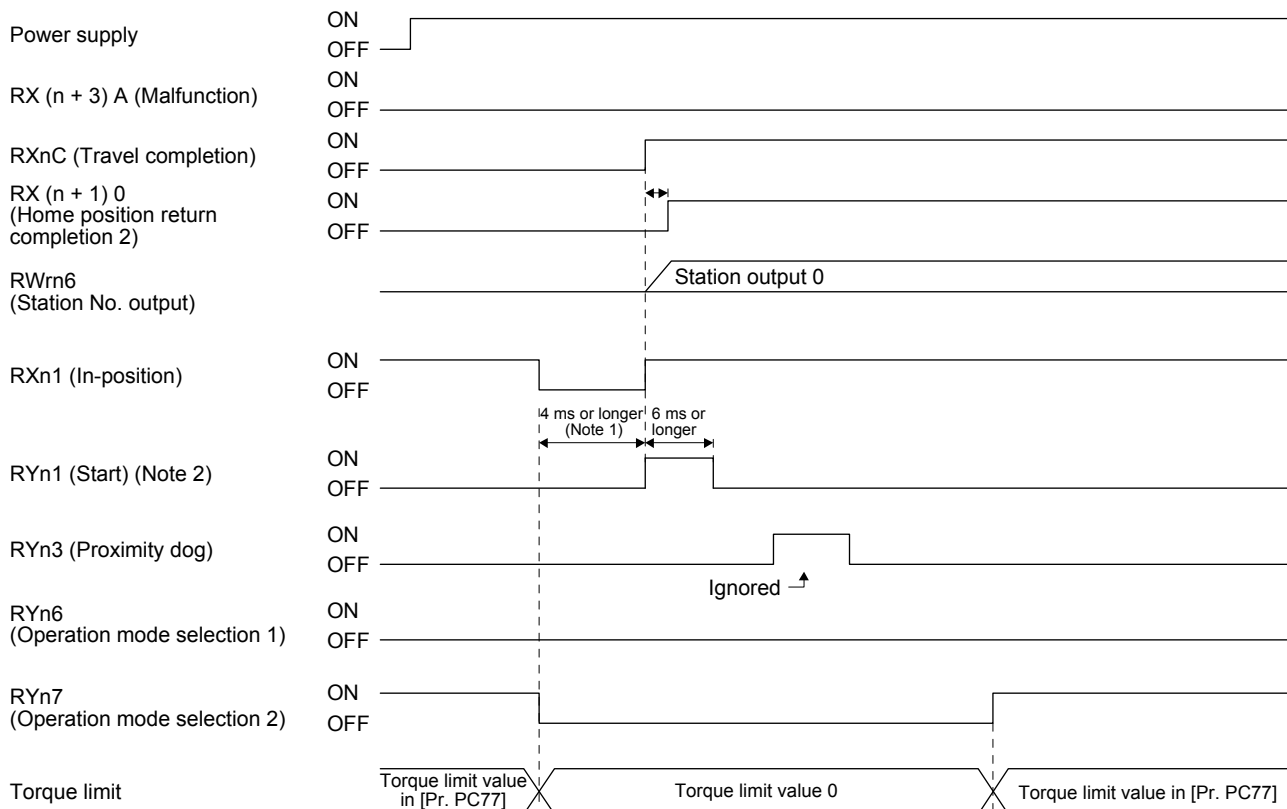 Power supply
ON
OFF
RX (n + 3) A (Malfunction)
ON
OFF
RXnC (Travel completion)
ON
OFF
RX (n + 1) 0
(Home position return
completion 2)
ON
OFF
RWrn6
(Station No. output)
Station output 0
RXn1 (In-position)
ON
OFF
4 ms or longer
(Note 1)
6 ms or
longer
RYn1 (Start) (Note 2)
ON
OFF
RYn3 (Proximity dog)
ON
OFF
Ignored
RYn6
(Operation mode selection 1)
ON
OFF
RYn7
(Operation mode selection 2)
ON
OFF
Torque limit
Torque limit value
in [Pr. PC77]
Torque limit value 0
Torque limit value in [Pr. PC77]